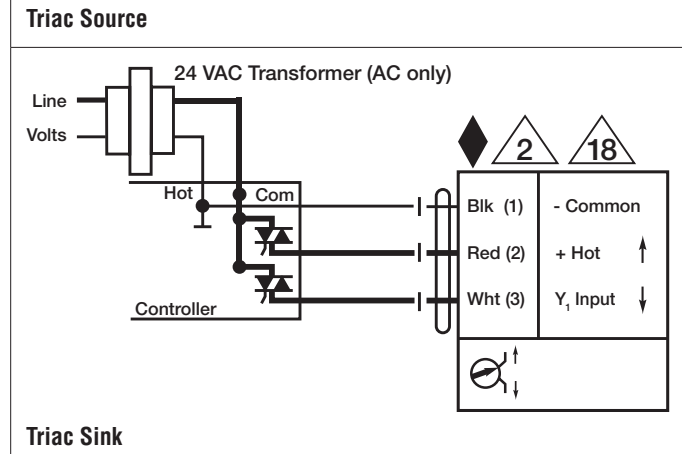 Triac Source
24 VAC Transformer (AC only)
Line
Volts
2
18
Hot
Com
Blk (1)
- Common
Red (2)
+ Hot
Wht (3)
Y1 Input
Controller
Triac Sink